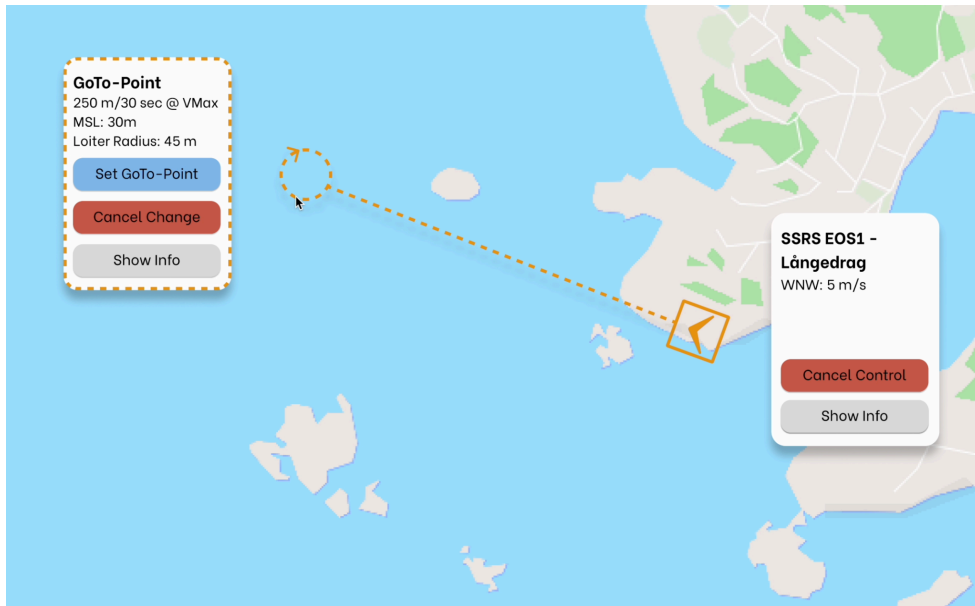 GoTo-Point
250 m/30 sec @ VMax
MSL: 30m
Loiter Radius: 45 m
Set GoTo-Point
Cancel Change
Show Info
SSRS EOS1 -
Långedrag
WNW: 5 m/s
Cancel Control
Show Info